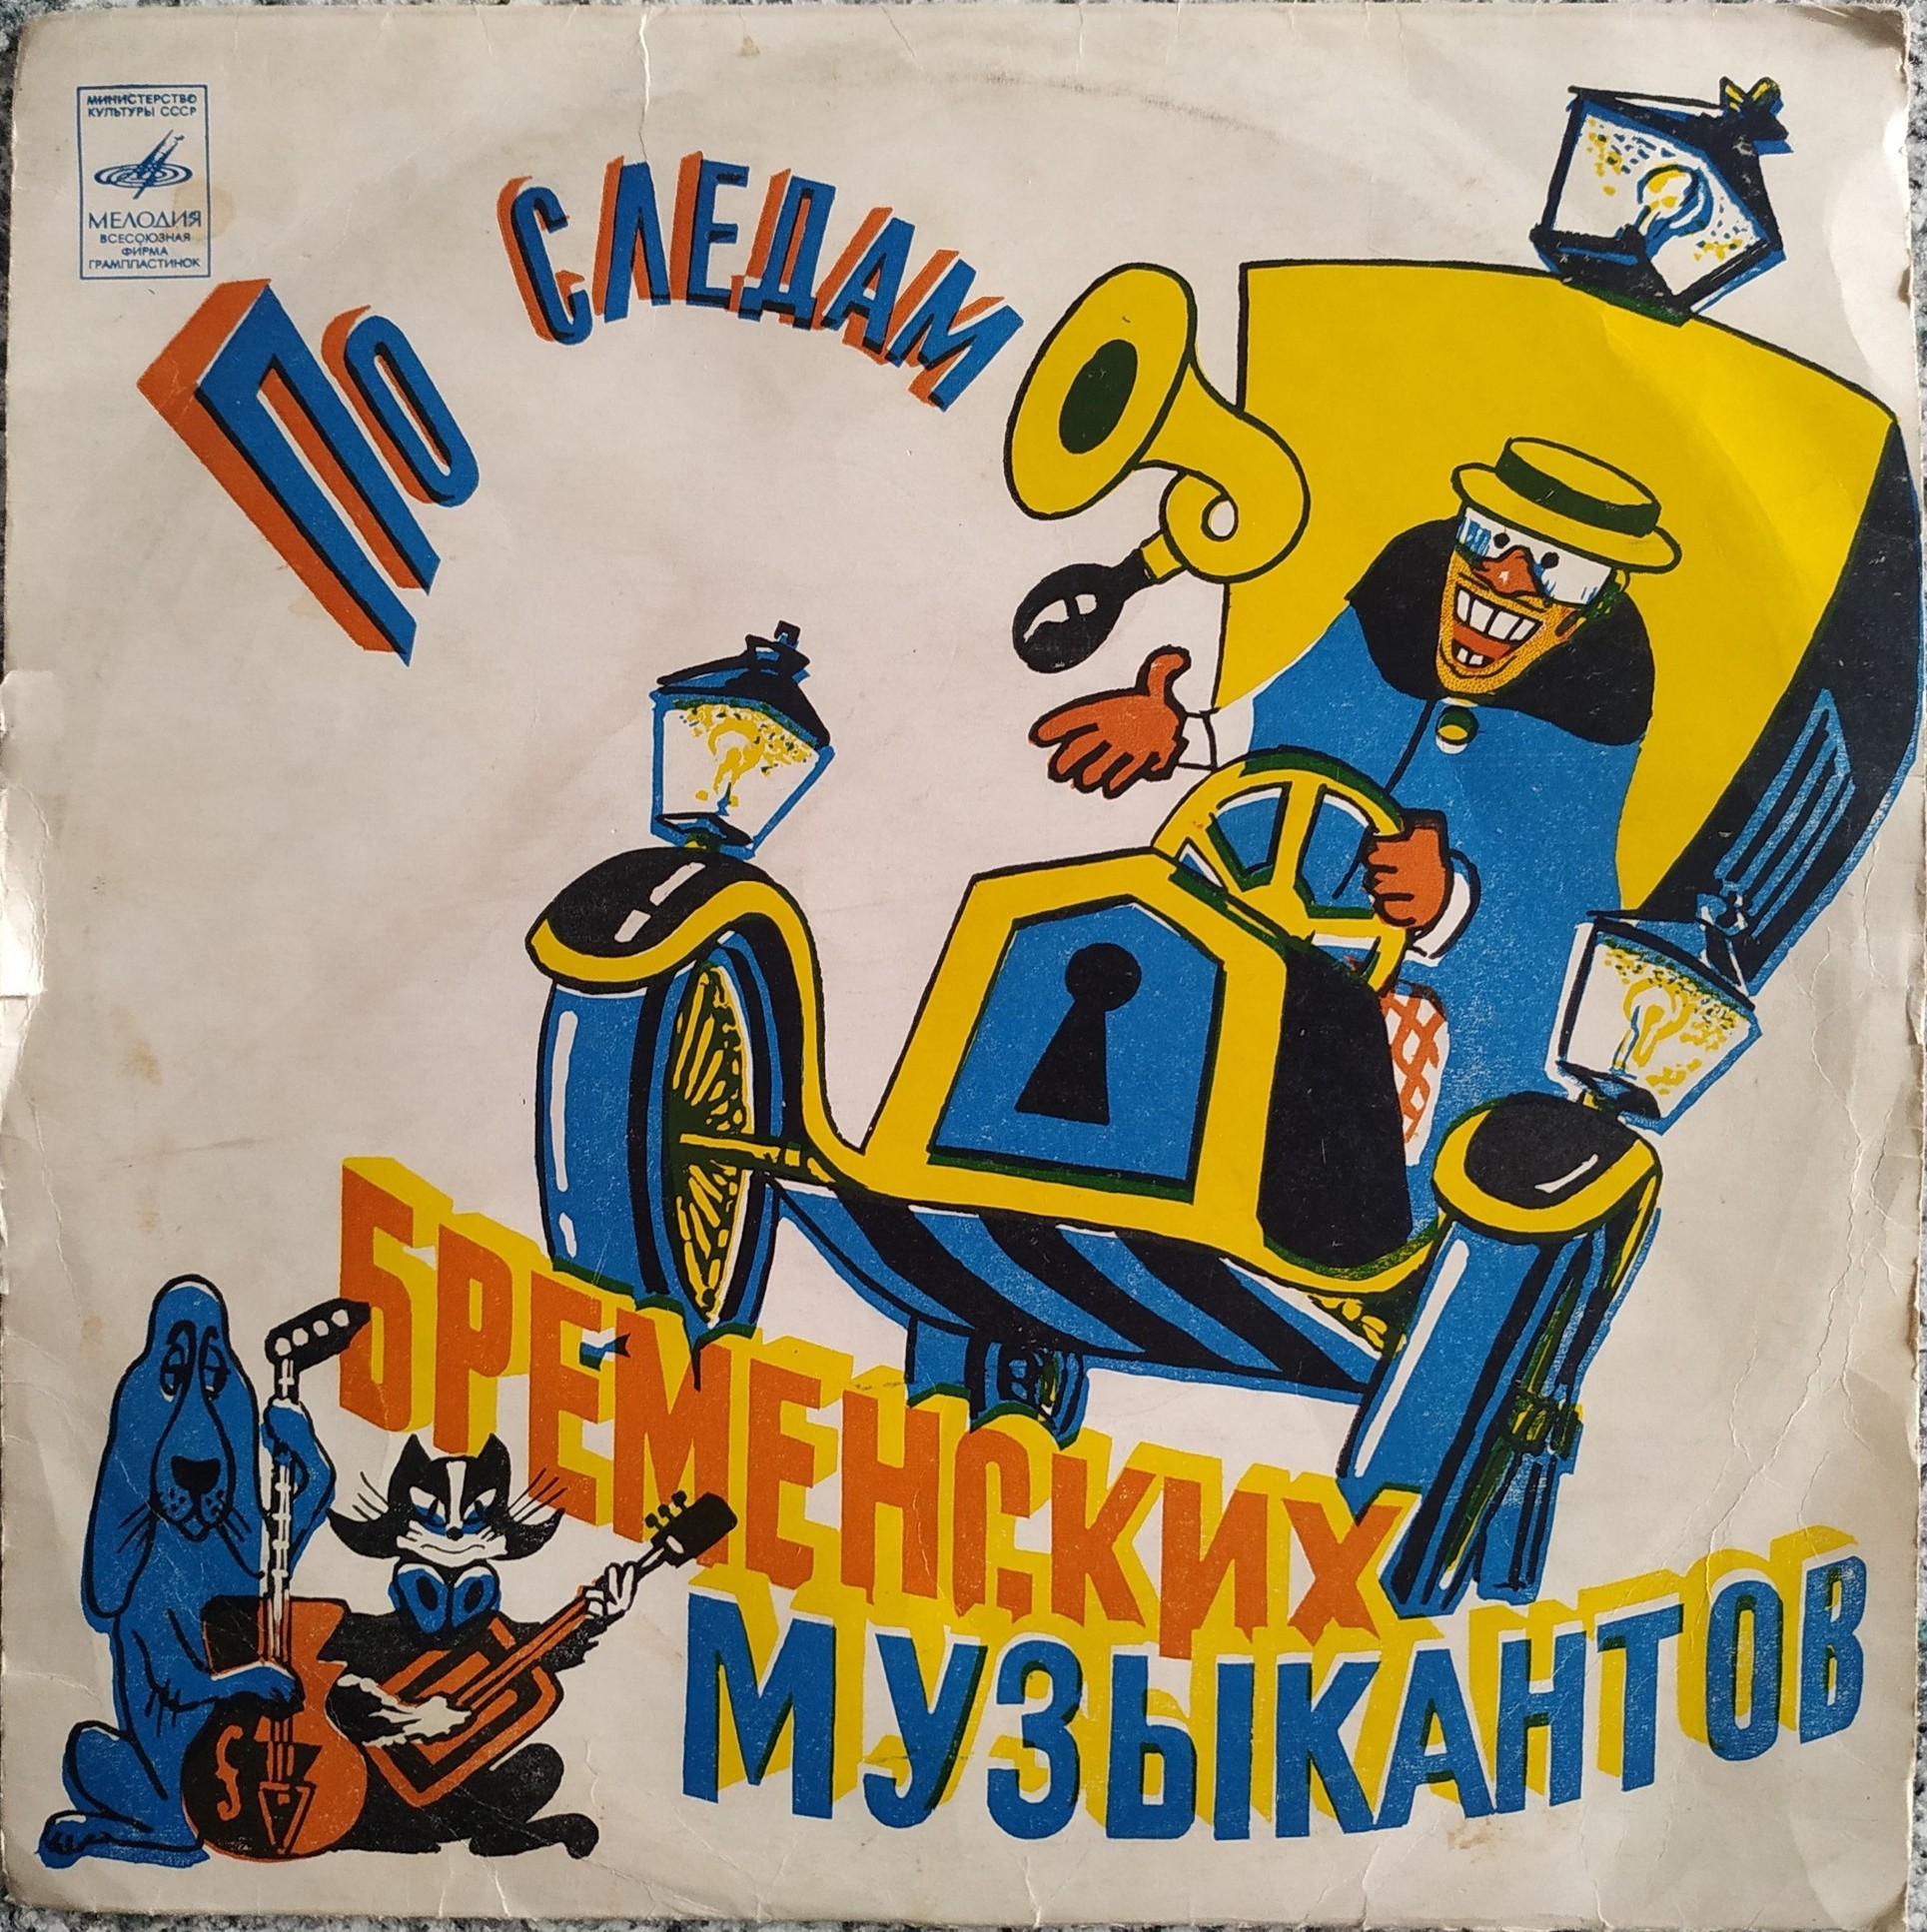 МИНИСТЕРСТВО
КУЛЬТУРЫ СССР
МЕЛОДИЯ
ВСЕСОЮЗНАЯ
ФИРМА
ГРАМПЛАСТИНОК
ПО СЛЕДАМ
БРЕМЕНСКИХ
МУЗЫКАНТОВ